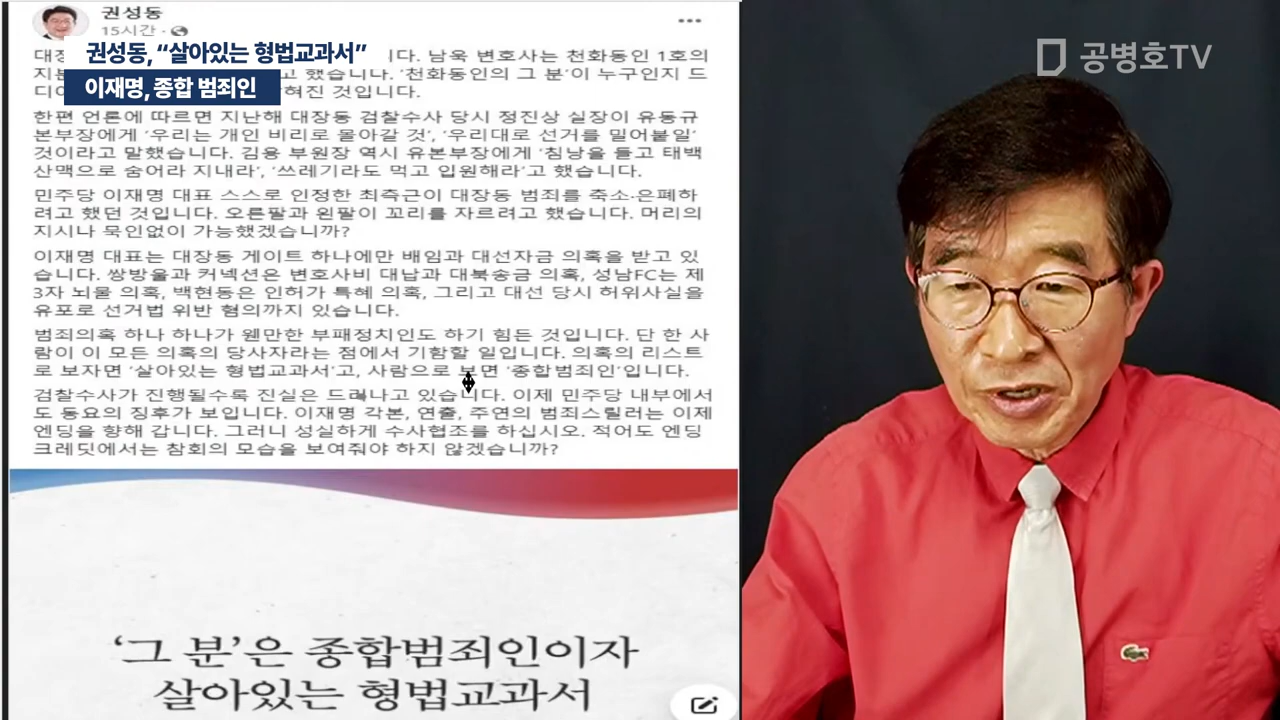 권성동
15시간 ·
권성동, “살아있는 형법교과서”
이재명, 종합 범죄인
공병호TV
대장 니다. 남욱 변호사는 천화동인 1호의
지분 고 했습니다. '천화동인의 그 분'이 누구인지 드
디어 혀진 것입니다.
한편 언론에 따르면 지난해 대장동 검찰수사 당시 정진상 실장이 유동규
본부장에게 '우리는 개인 비리로 몰아갈 것', '우리대로 선거를 밀어붙일'
것이라고 말했습니다. 김용 부원장 역시 유본부장에게 '침낭을 들고 태백
산맥으로 숨어라 지내라', '쓰레기라도 먹고 입원해라'고 했습니다.
민주당 이재명 대표 스스로 인정한 최측근이 대장동 범죄를 축소·은폐하
려고 했던 것입니다. 오른팔과 왼팔이 꼬리를 자르려고 했습니다. 머리의
지시나 묵인없이 가능했겠습니까?
이재명 대표는 대장동 게이트 하나에만 배임과 대선자금 의혹을 받고 있
습니다. 쌍방울과 커넥션은 변호사비 대납과 대북송금 의혹, 성남FC는 제
3자 뇌물 의혹, 백현동은 인허가 특혜 의혹, 그리고 대선 당시 허위사실을
유포로 선거법 위반 혐의까지 있습니다.
범죄의혹 하나 하나가 웬만한 부패정치인도 하기 힘든 것입니다. 단 한 사
람이 이 모든 의혹의 당사자라는 점에서 기함할 일입니다. 의혹의 리스트
로 보자면 '살아있는 형법교과서'고, 사람으로 보면 '종합범죄인'입니다.
검찰수사가 진행될수록 진실은 드러나고 있습니다. 이제 민주당 내부에서
도 동요의 징후가 보입니다. 이재명 각본, 연출, 주연의 범죄스릴러는 이제
엔딩을 향해 갑니다. 그러니 성실하게 수사협조를 하십시오. 적어도 엔딩
크레딧에서는 참회의 모습을 보여줘야 하지 않겠습니까?
‘그 분’은 종합범죄인이자
살아있는 형법교과서